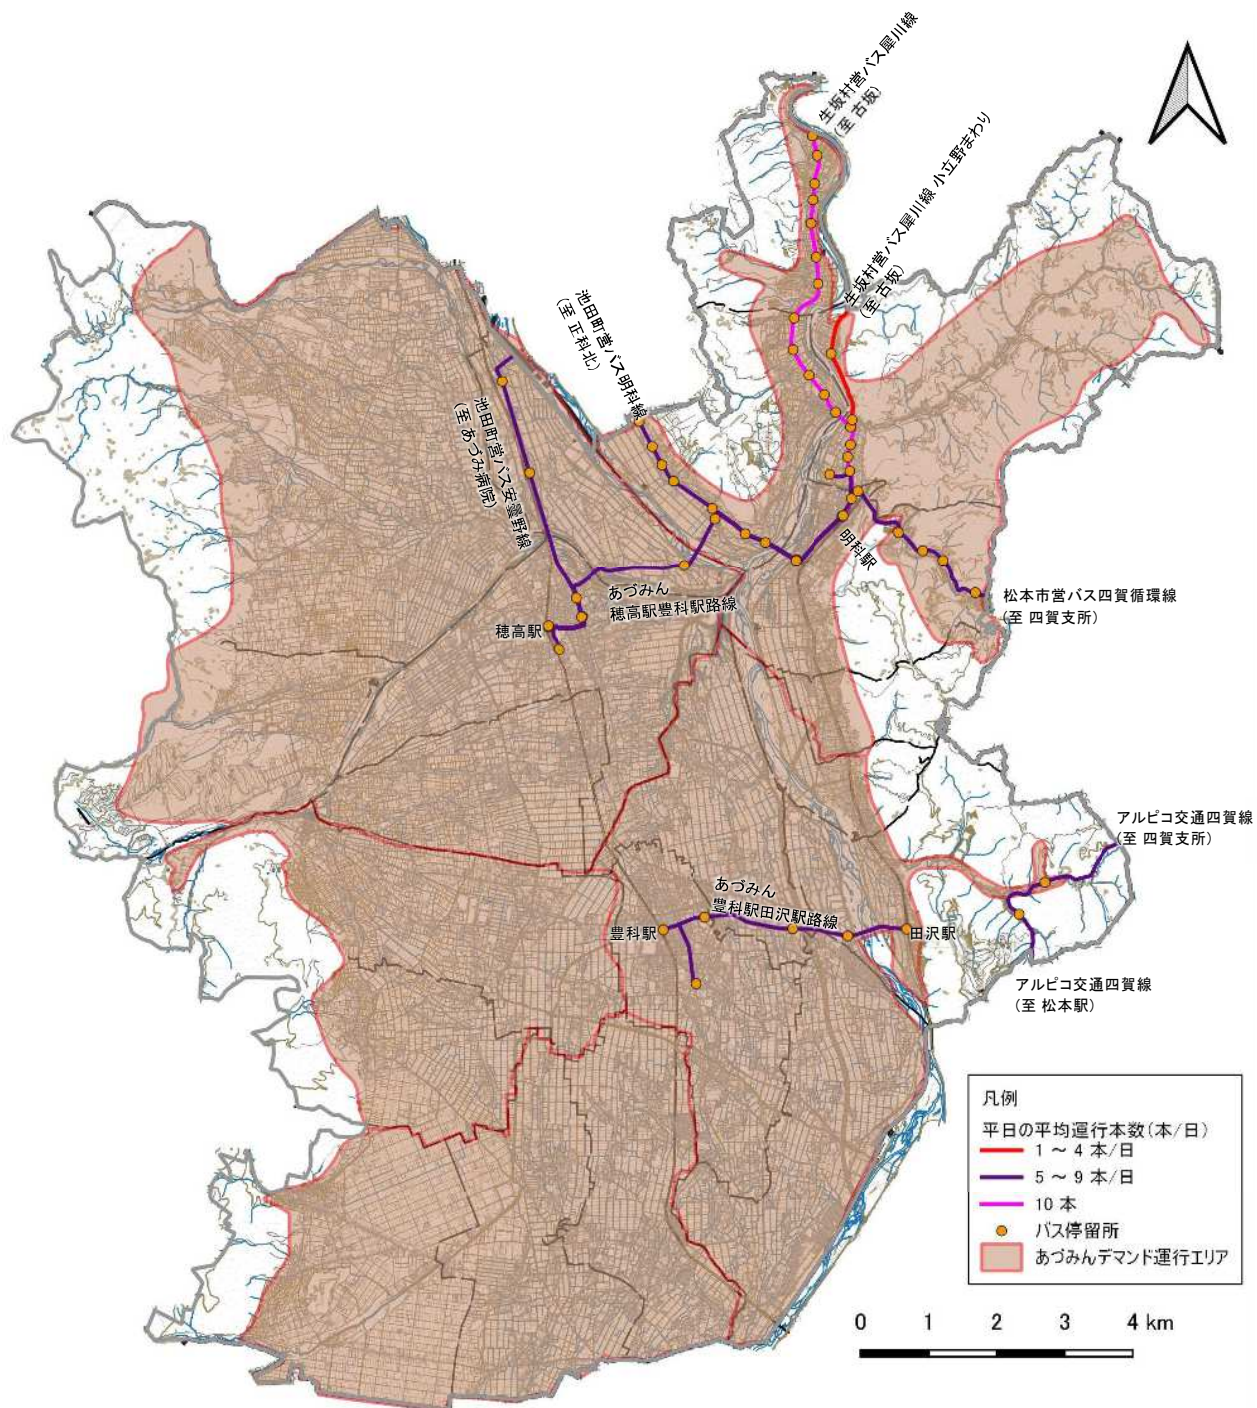 生坂村営バス犀川線
(至 古坂)
生坂村営バス犀川線 小立野まわり
(至 古坂)
池田町営バス明科線
(至 正科北)
池田町営バス安曇野線
(至 あづみ病院)
明科駅
あづみん
穂高駅豊科駅路線
穂高駅
松本市営バス四賀循環線
(至 四賀支所)
アルピコ交通四賀線
(至 四賀支所)
あづみん
豊科駅田沢駅路線
豊科駅
田沢駅
アルピコ交通四賀線
(至 松本駅)
凡例
平日の平均運行本数(本/日)
1 ～ 4 本/日
5 ～ 9 本/日
10 本
バス停留所
あづみんデマンド運行エリア
0 1 2 3 4 km